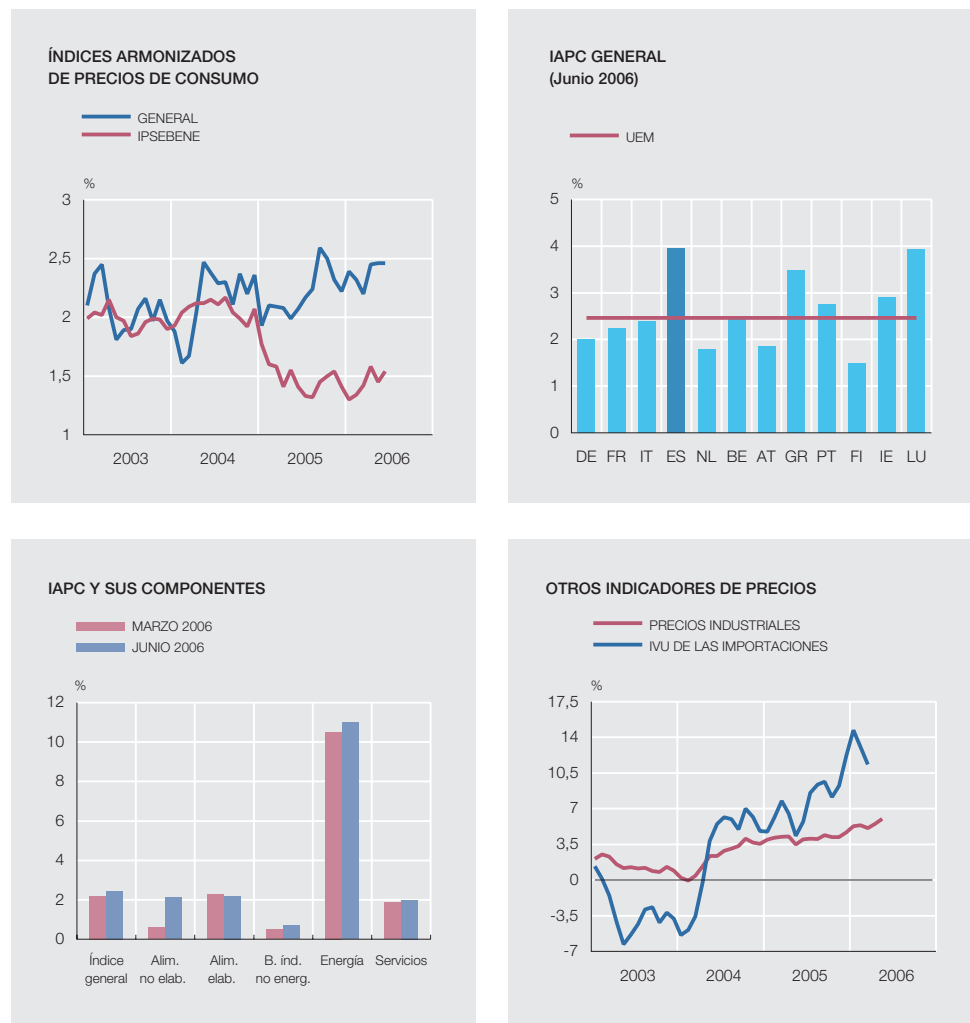 ÍNDICES ARMONIZADOS
DE PRECIOS DE CONSUMO
GENERAL
IPSEBENE
%
3
2,5
2
1,5
1
2003 2004 2005 2006
IAPC GENERAL
(Junio 2006)
UEM
%
5
4
3
2
1
0
DE FR IT ES NL BE AT GR PT FI IE LU
IAPC Y SUS COMPONENTES
MARZO 2006
JUNIO 2006
%
12
10
8
6
4
2
0
Índice Alim. Alim. B. índ. Energía Servicios
general no elab. elab. no energ.
OTROS INDICADORES DE PRECIOS
PRECIOS INDUSTRIALES
IVU DE LAS IMPORTACIONES
%
17,5
14
10,5
7
3,5
0
-3,5
-7
2003 2004 2005 2006